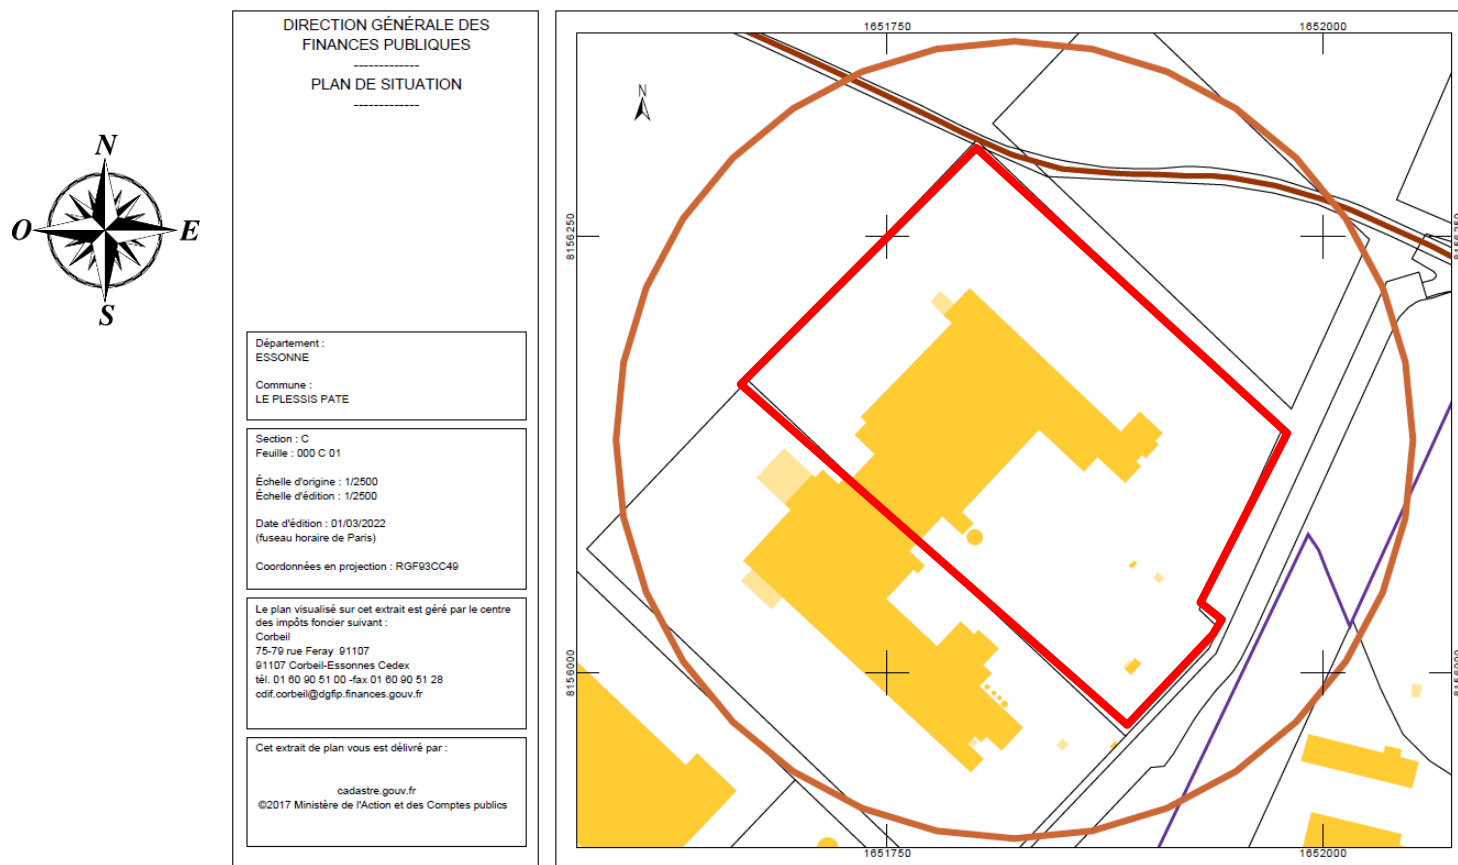 N
O
E
S
DIRECTION GÉNÉRALE DES
FINANCES PUBLIQUES
-------------
PLAN DE SITUATION
-------------
Département :
ESSONNE
Commune :
LE PLESSIS PATE
Section : C
Feuille : 000 C 01
Échelle d'origine : 1/2500
Échelle d'édition : 1/2500
Date d'édition : 01/03/2022
(fuseau horaire de Paris)
Coordonnées en projection : RGF93CC49
Le plan visualisé sur cet extrait est géré par le centre
des impôts foncier suivant :
Corbeil
75-79 rue Feray 91107
91107 Corbeil-Essonnes Cedex
tél. 01 60 90 51 00 -fax 01 60 90 51 28
cdif.corbeil@dgfip.finances.gouv.fr
Cet extrait de plan vous est délivré par :
cadastre.gouv.fr
©2017 Ministère de l'Action et des Comptes publics
1651750
1652000
N
8156250
8156250
8156000
8156000
1651750
1652000